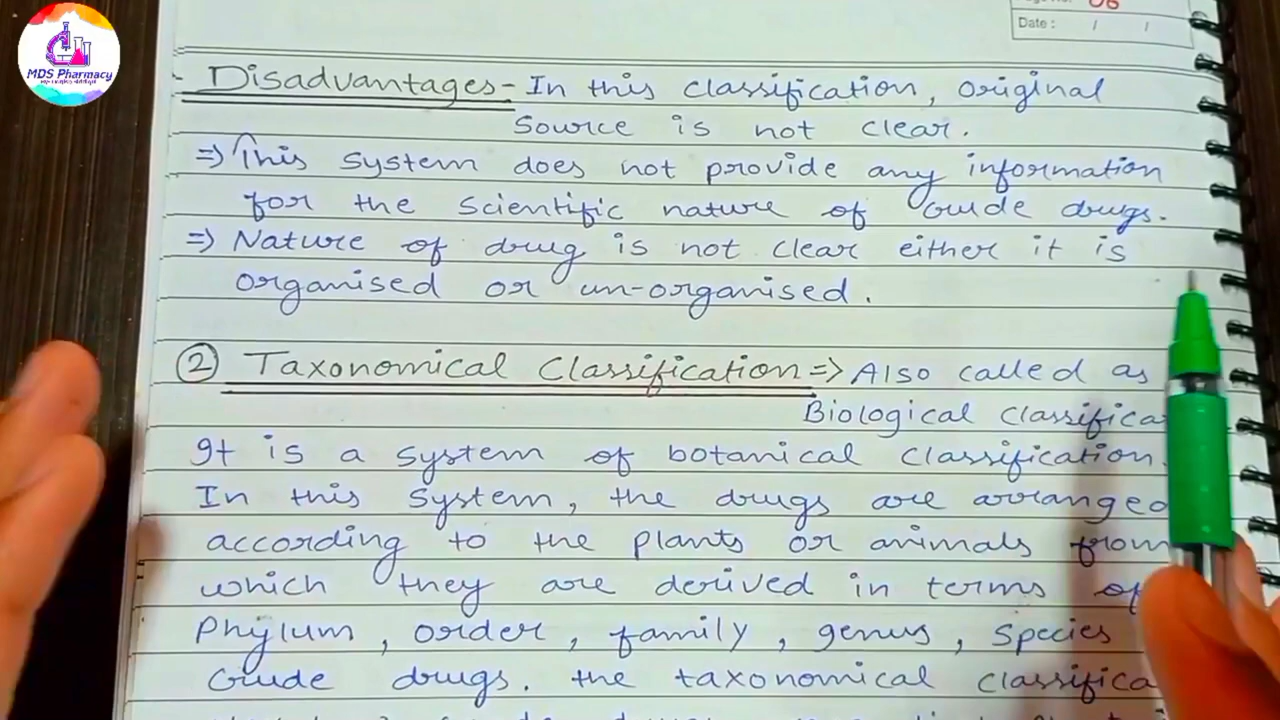 MDS Pharmacy
06
Date : / /
Disadvantages - In this classification, original
source is not clear.
=> This system does not provide any information
for the scientific nature of crude drugs.
=> Nature of drug is not clear either it is
organised or un-organised.
② Taxonomical Classification => Also called as
Biological classifica
It is a system of botanical classification.
In this system, the drugs are arranged
according to the plants or animals from
which they are derived in terms of
Phylum, order, family, genus, species
crude drugs. the taxonomical classifica